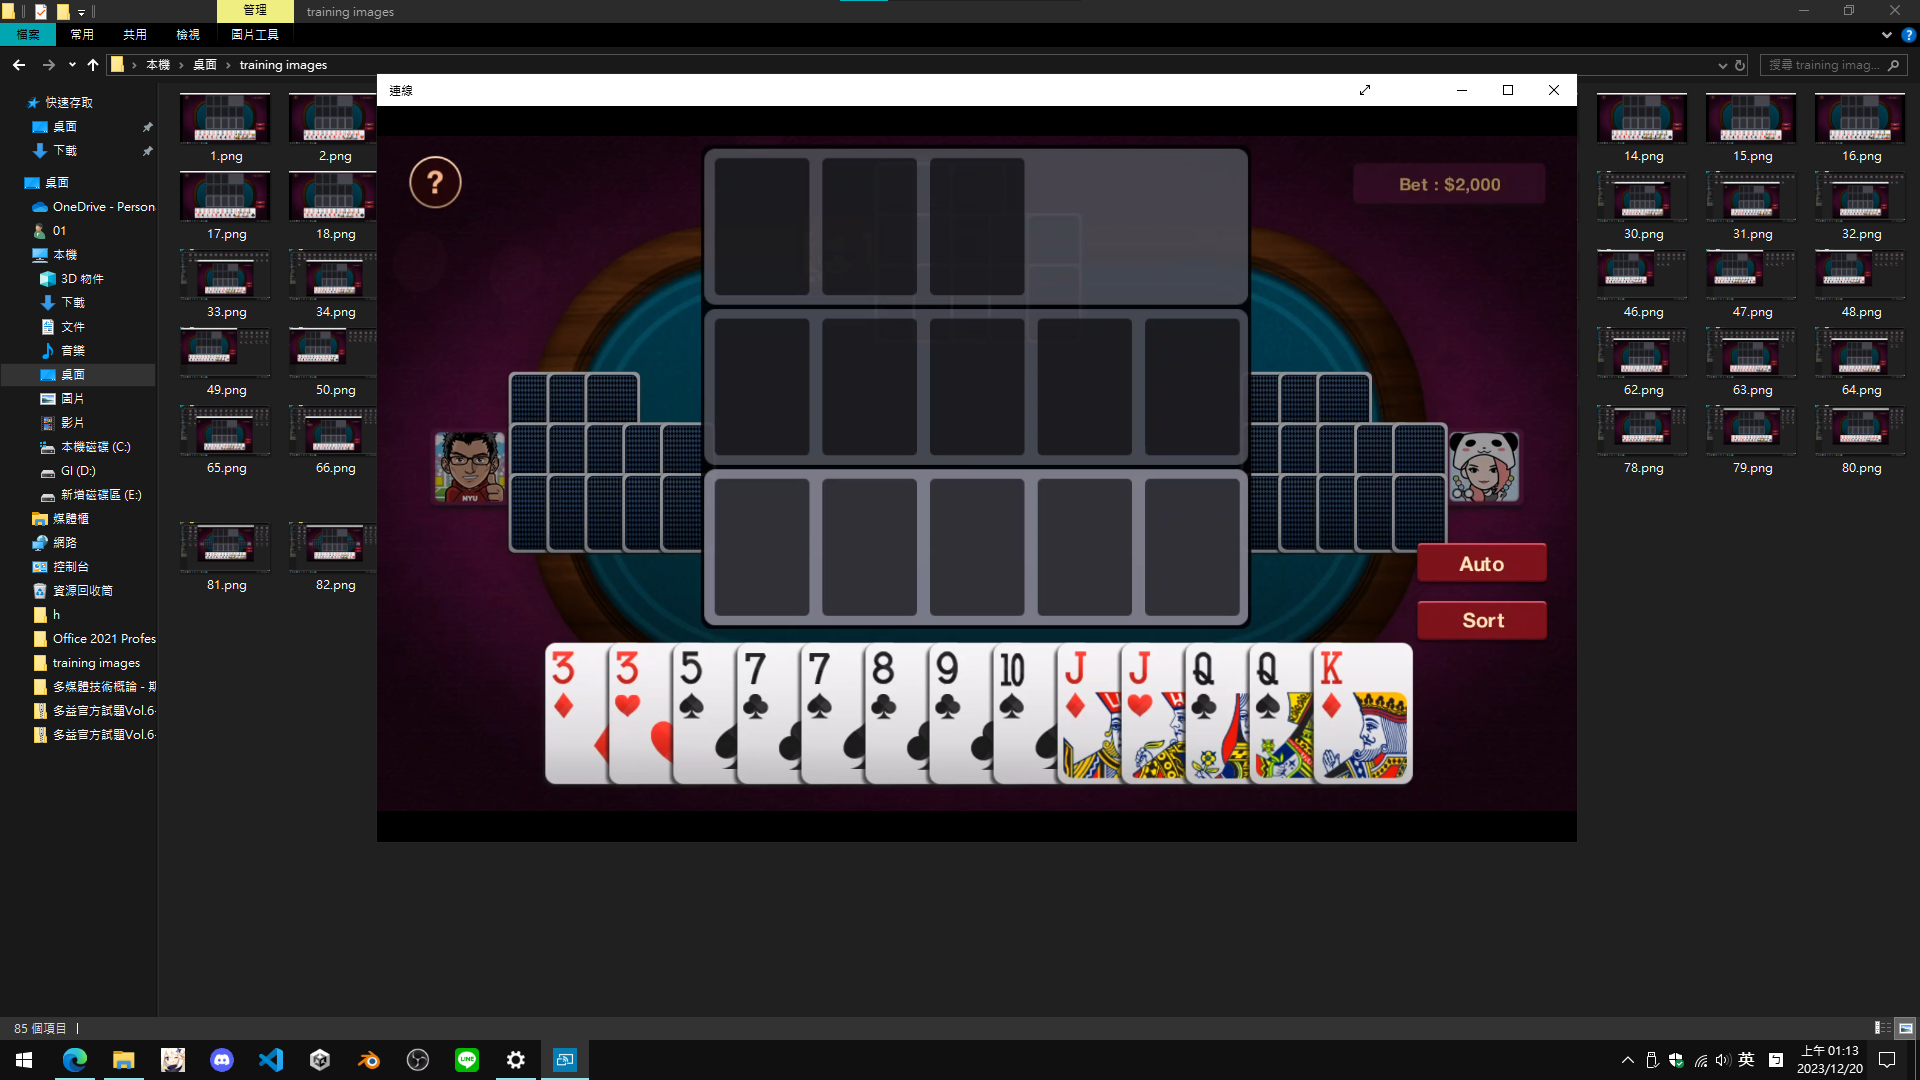 管理
training images
檔案
常用
共用
檢視
圖片工具
本機
桌面
training images
搜尋 training imag...
連線
快速存取
桌面
下載
桌面
OneDrive - Person
01
本機
3D 物件
下載
文件
音樂
桌面
圖片
影片
本機磁碟 (C:)
GI (D:)
新增磁碟區 (E:)
媒體櫃
網路
控制台
資源回收筒
h
Office 2021 Profes
training images
多媒體技術概論 - 期
多益官方試題Vol.6-
多益官方試題Vol.6-
1.png
2.png
17.png
18.png
33.png
34.png
49.png
50.png
65.png
66.png
81.png
82.png
?
Bet : $2,000
NYU
Auto
Sort
3
3
5
7
7
8
9
10
J
J
Q
Q
K
14.png
15.png
16.png
30.png
31.png
32.png
46.png
47.png
48.png
62.png
63.png
64.png
78.png
79.png
80.png
85 個項目
LINE
英
上午 01:13
2023/12/20